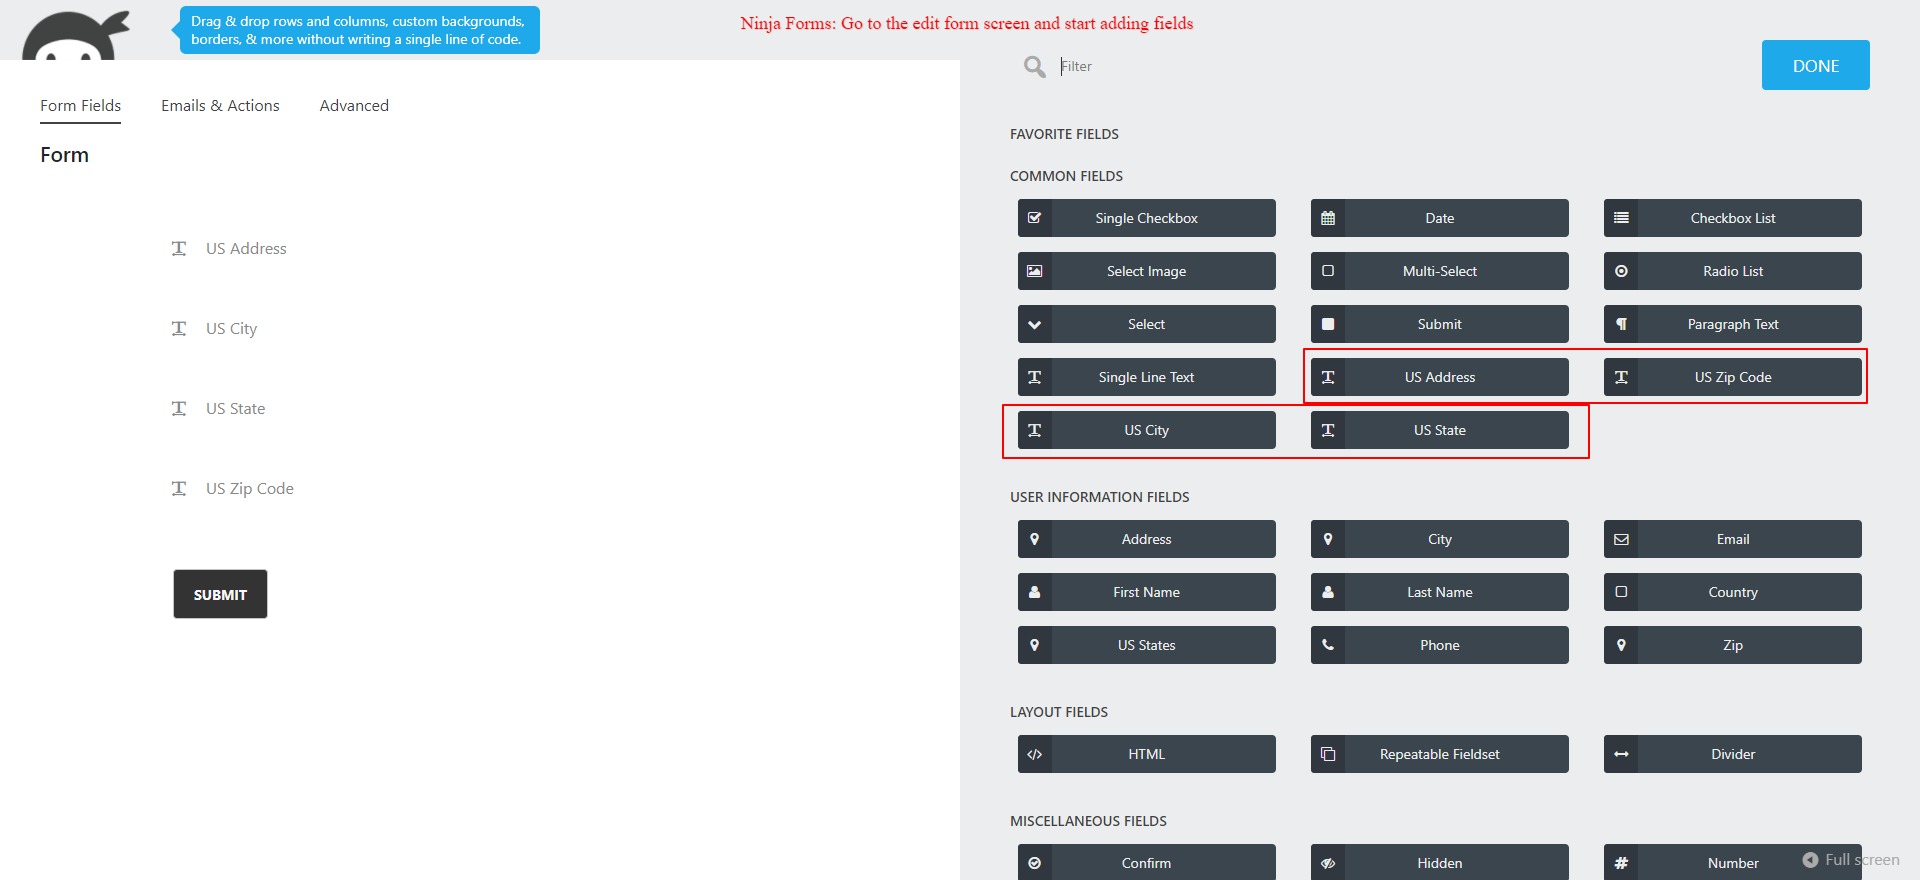 Drag & drop rows and columns, custom backgrounds,
borders, & more without writing a single line of code.
Ninja Forms: Go to the edit form screen and start adding fields
Filter
DONE
Form Fields Emails & Actions Advanced
Form
US Address
US City
US State
US Zip Code
SUBMIT
FAVORITE FIELDS
COMMON FIELDS
Single Checkbox Date Checkbox List
Select Image Multi-Select Radio List
Select Submit Paragraph Text
Single Line Text US Address US Zip Code
US City US State
USER INFORMATION FIELDS
Address City Email
First Name Last Name Country
US States Phone Zip
LAYOUT FIELDS
HTML Repeatable Fieldset Divider
MISCELLANEOUS FIELDS
Confirm Hidden Number
Full screen